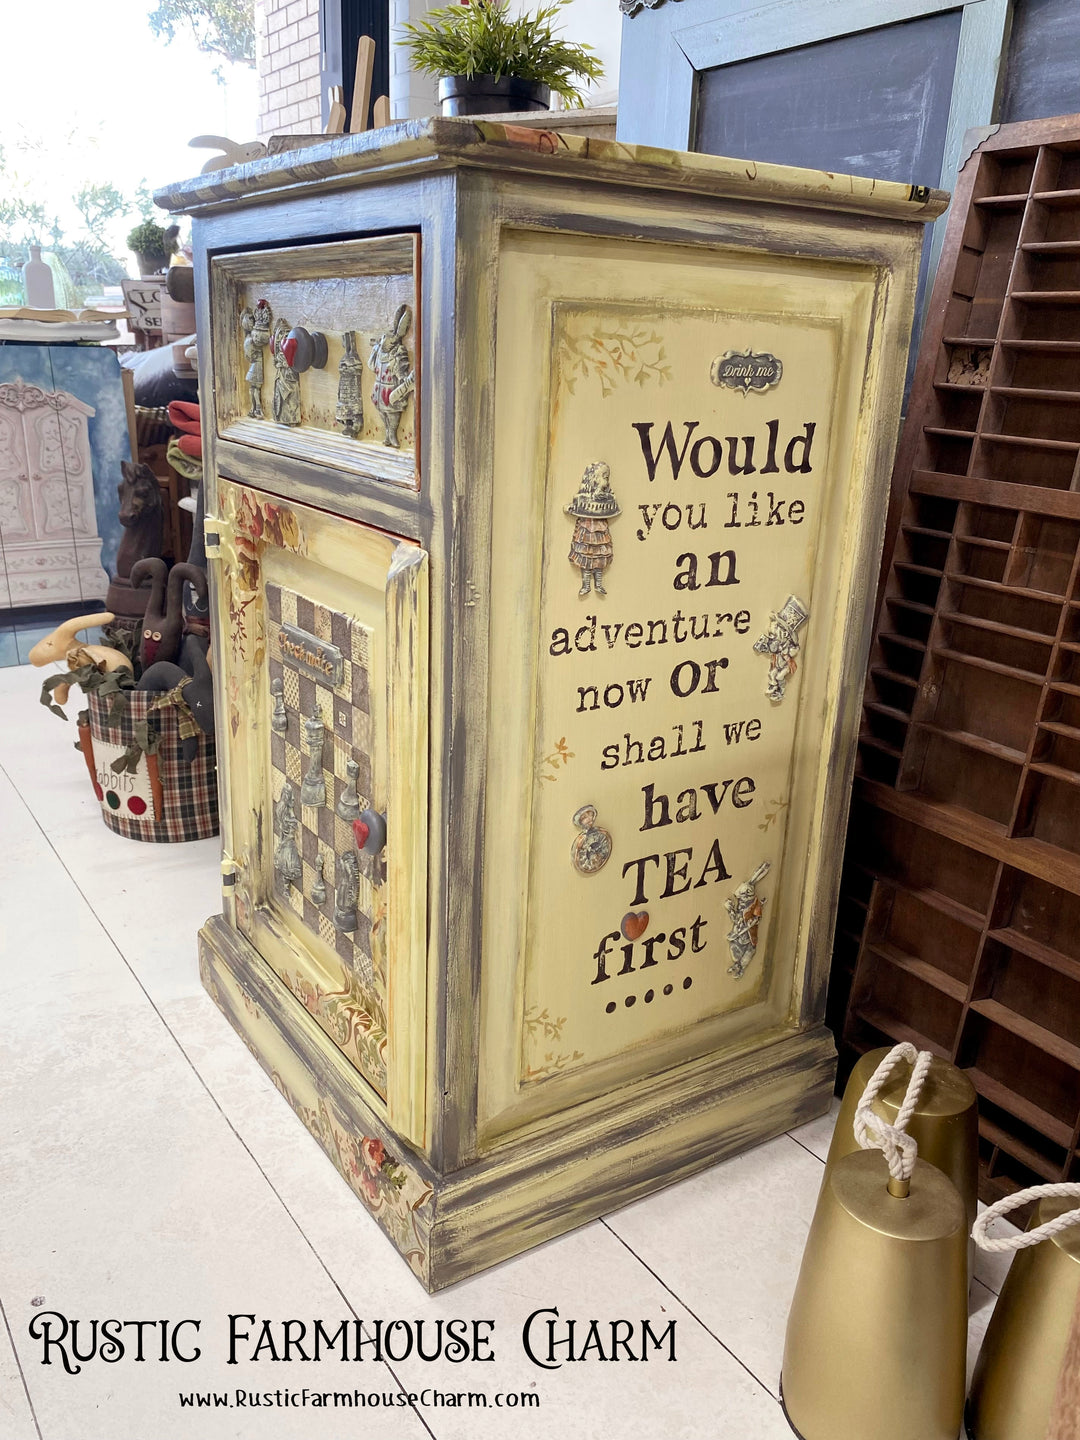 Drink me
Would
you like
an
adventure
now or
shall we
have
TEA
first
.....
Checkmate
Rustic Farmhouse Charm
www.RusticFarmhouseCharm.com